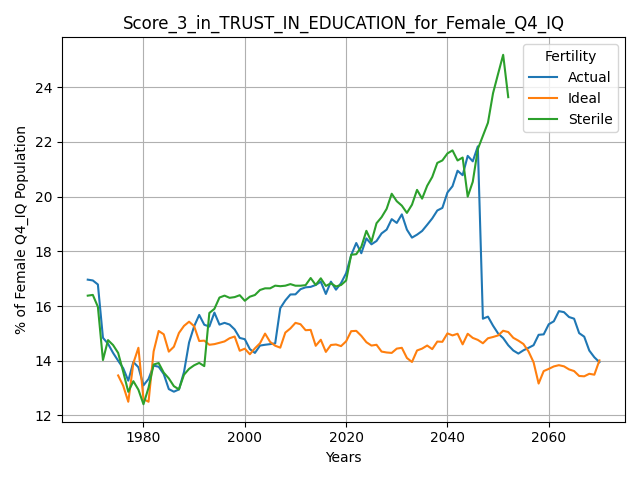 Score_3_in_TRUST_IN_EDUCATION_for_Female_Q4_IQ
Fertility
Actual
Ideal
Sterile
% of Female Q4_IQ Population
24
22
20
18
16
14
12
1980
2000
2020
2040
2060
Years